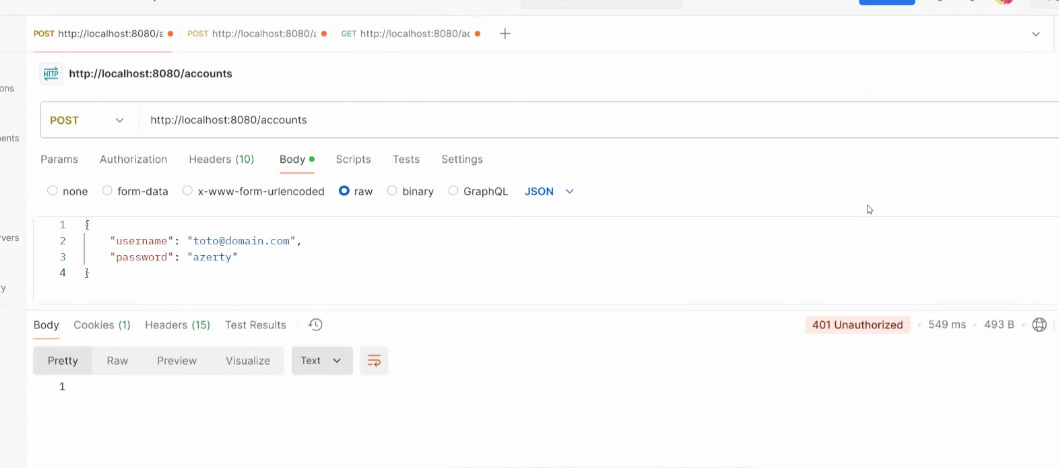 POST http://localhost:8080/a POST http://localhost:8080/a GET http://localhost:8080/ac +
HTTP http://localhost:8080/accounts
ons
POST http://localhost:8080/accounts
ents
Params Authorization Headers (10) Body Scripts Tests Settings
none form-data x-www-form-urlencoded raw binary GraphQL JSON
1 {
2 "username": "toto@domain.com",
vers
3 "password": "azerty"
4 }
ry
Body Cookies (1) Headers (15) Test Results 401 Unauthorized 549 ms 493 B
Pretty Raw Preview Visualize Text
1